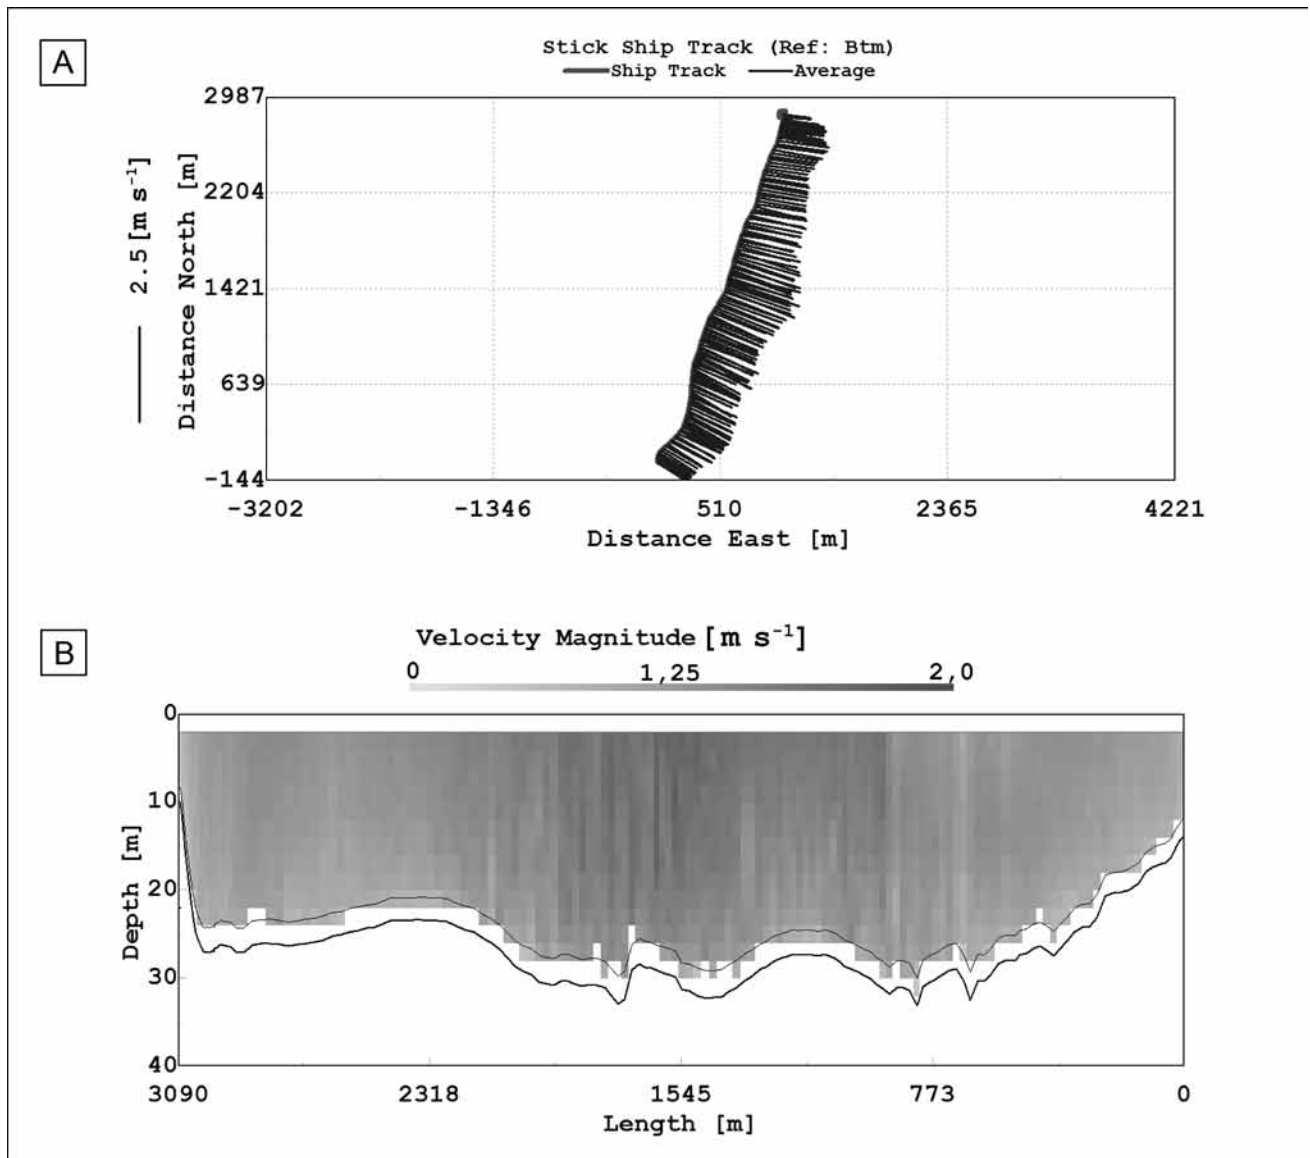 A
Stick Ship Track (Ref: Btm)
Ship Track Average
2987
2204
1421
639
-144
-3202 -1346 510 2365 4221
Distance East [m]
Distance North [m]
2.5[m s⁻¹]
B
Velocity Magnitude [m s⁻¹]
0 1,25 2,0
0
10
20
30
40
Depth [m]
3090 2318 1545 773 0
Length [m]